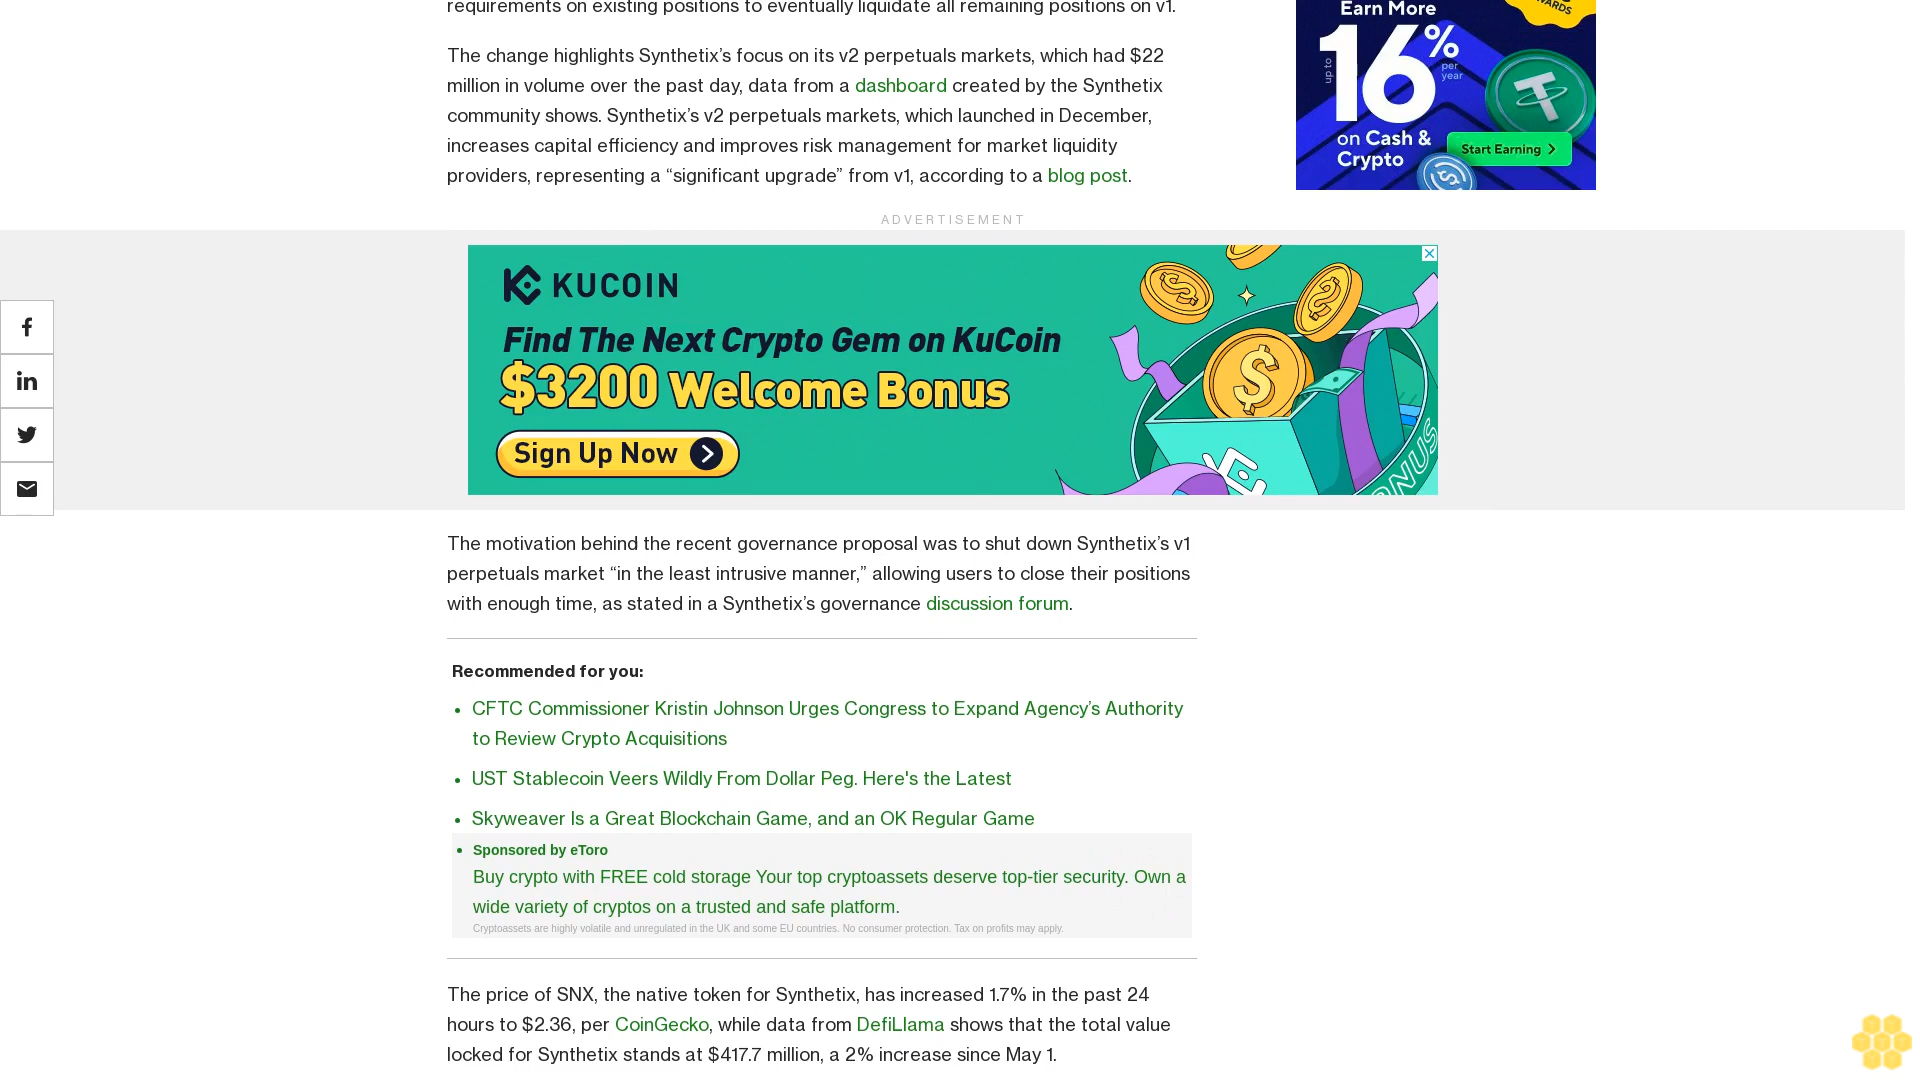 requirements on existing positions to eventually liquidate all remaining positions on v1.
The change highlights Synthetix’s focus on its v2 perpetuals markets, which had $22
million in volume over the past day, data from a dashboard created by the Synthetix
community shows. Synthetix’s v2 perpetuals markets, which launched in December,
increases capital efficiency and improves risk management for market liquidity
providers, representing a “significant upgrade” from v1, according to a blog post.
Earn More
up to
16%
per
year
on Cash &
Crypto
Start Earning
ADVERTISEMENT
KUCOIN
Find The Next Crypto Gem on KuCoin
$3200 Welcome Bonus
Sign Up Now
BONUS
The motivation behind the recent governance proposal was to shut down Synthetix’s v1
perpetuals market “in the least intrusive manner,” allowing users to close their positions
with enough time, as stated in a Synthetix’s governance discussion forum.
Recommended for you:
• CFTC Commissioner Kristin Johnson Urges Congress to Expand Agency’s Authority
to Review Crypto Acquisitions
• UST Stablecoin Veers Wildly From Dollar Peg. Here's the Latest
• Skyweaver Is a Great Blockchain Game, and an OK Regular Game
• Sponsored by eToro
Buy crypto with FREE cold storage Your top cryptoassets deserve top-tier security. Own a
wide variety of cryptos on a trusted and safe platform.
Cryptoassets are highly volatile and unregulated in the UK and some EU countries. No consumer protection. Tax on profits may apply.
The price of SNX, the native token for Synthetix, has increased 1.7% in the past 24
hours to $2.36, per CoinGecko, while data from DefiLlama shows that the total value
locked for Synthetix stands at $417.7 million, a 2% increase since May 1.